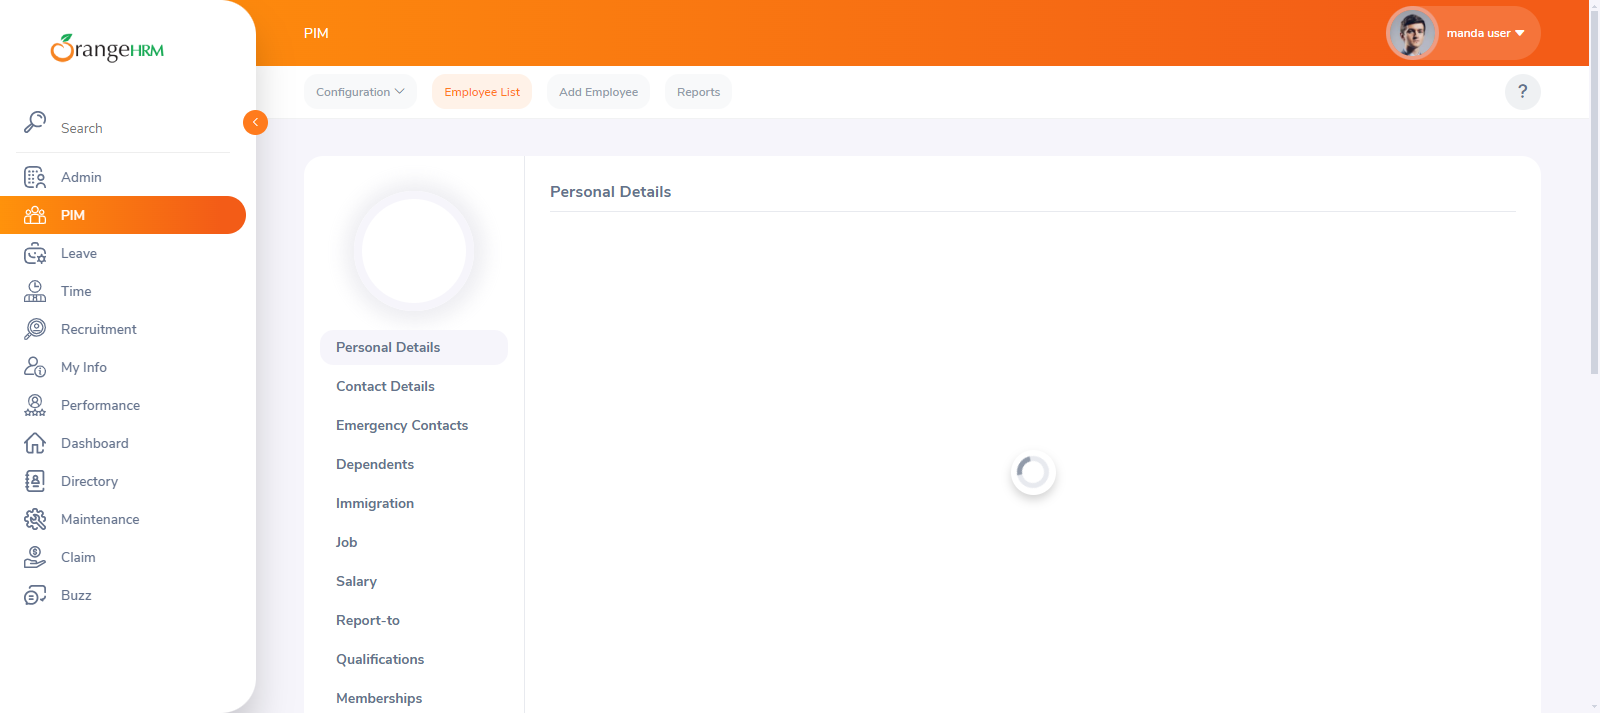 OrangeHRM
PIM
manda user
Configuration
Employee List
Add Employee
Reports
?
Search
Admin
PIM
Leave
Time
Recruitment
My Info
Performance
Dashboard
Directory
Maintenance
Claim
Buzz
Personal Details
Contact Details
Emergency Contacts
Dependents
Immigration
Job
Salary
Report-to
Qualifications
Memberships
Personal Details